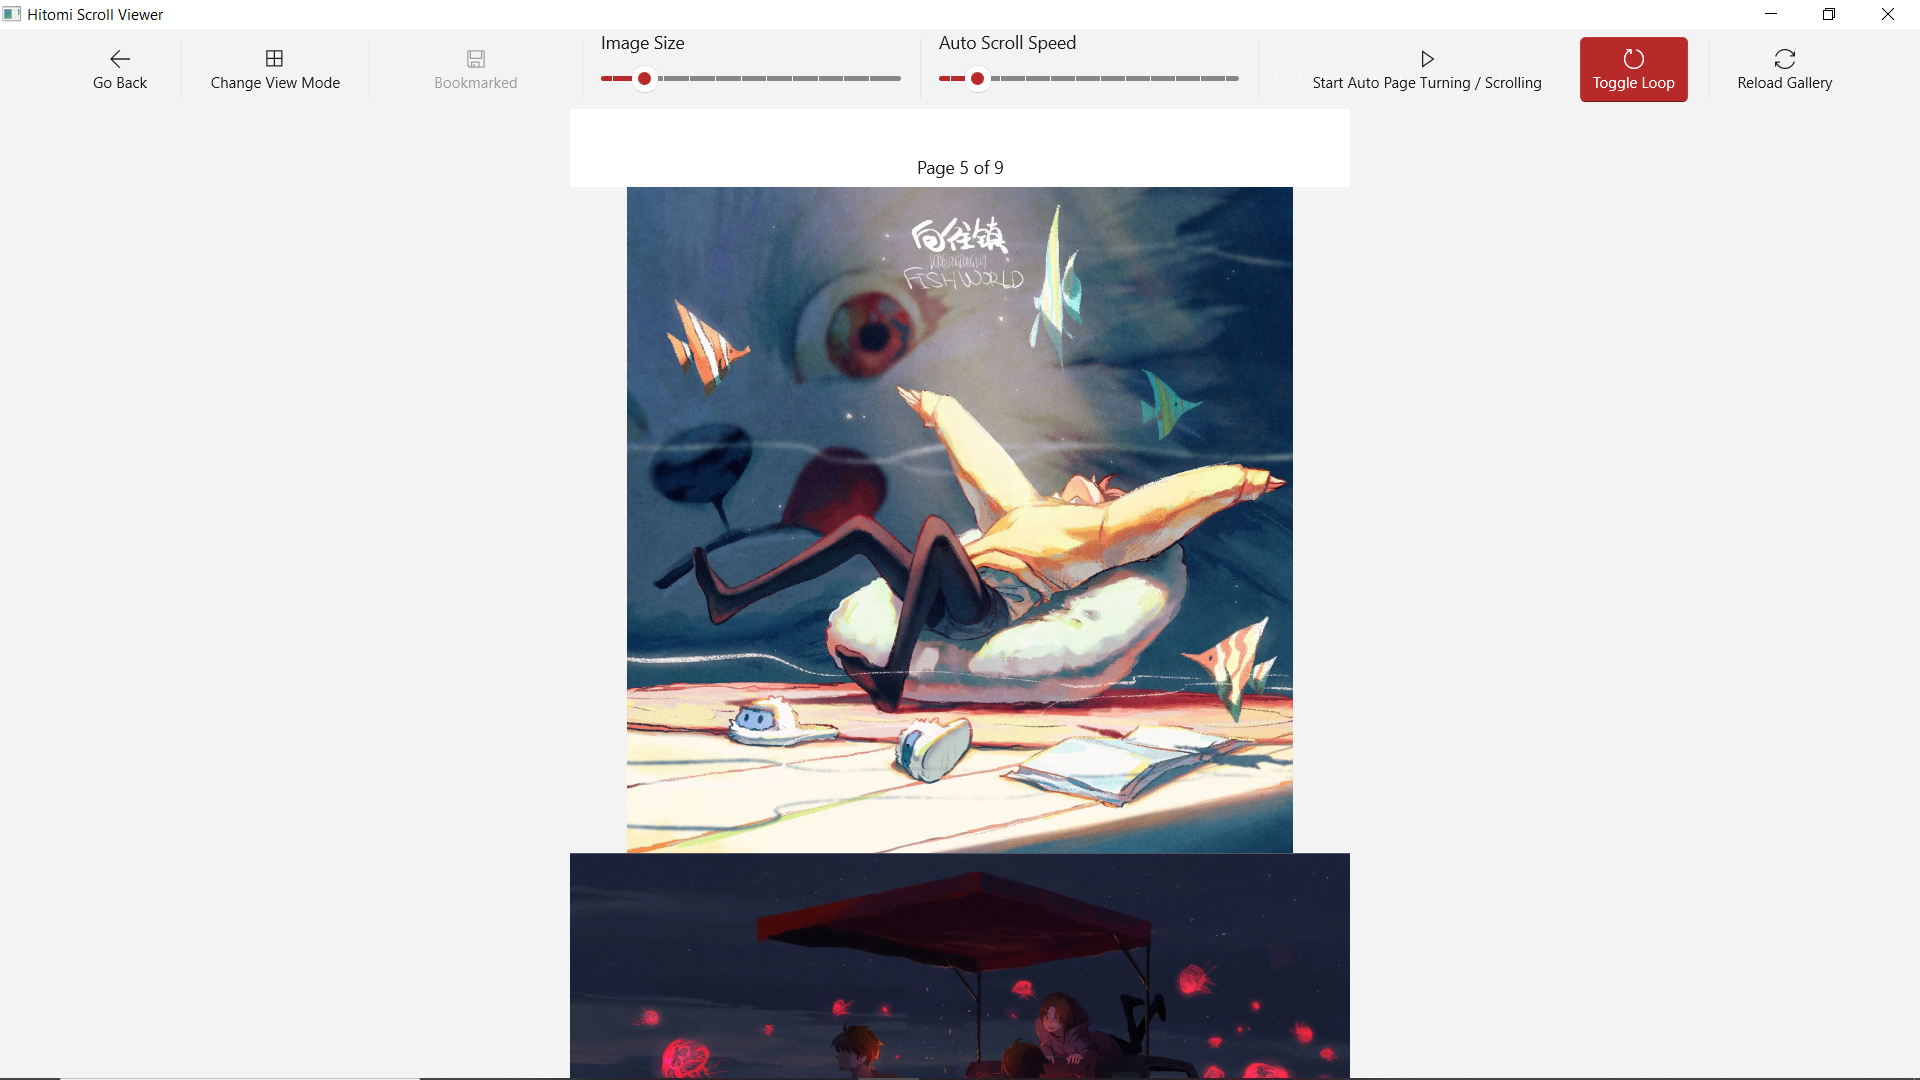 Hitomi Scroll Viewer
Go Back
Change View Mode
Bookmarked
Image Size
Auto Scroll Speed
Start Auto Page Turning / Scrolling
Toggle Loop
Reload Gallery
Page 5 of 9
向往镇
FISH WORLD